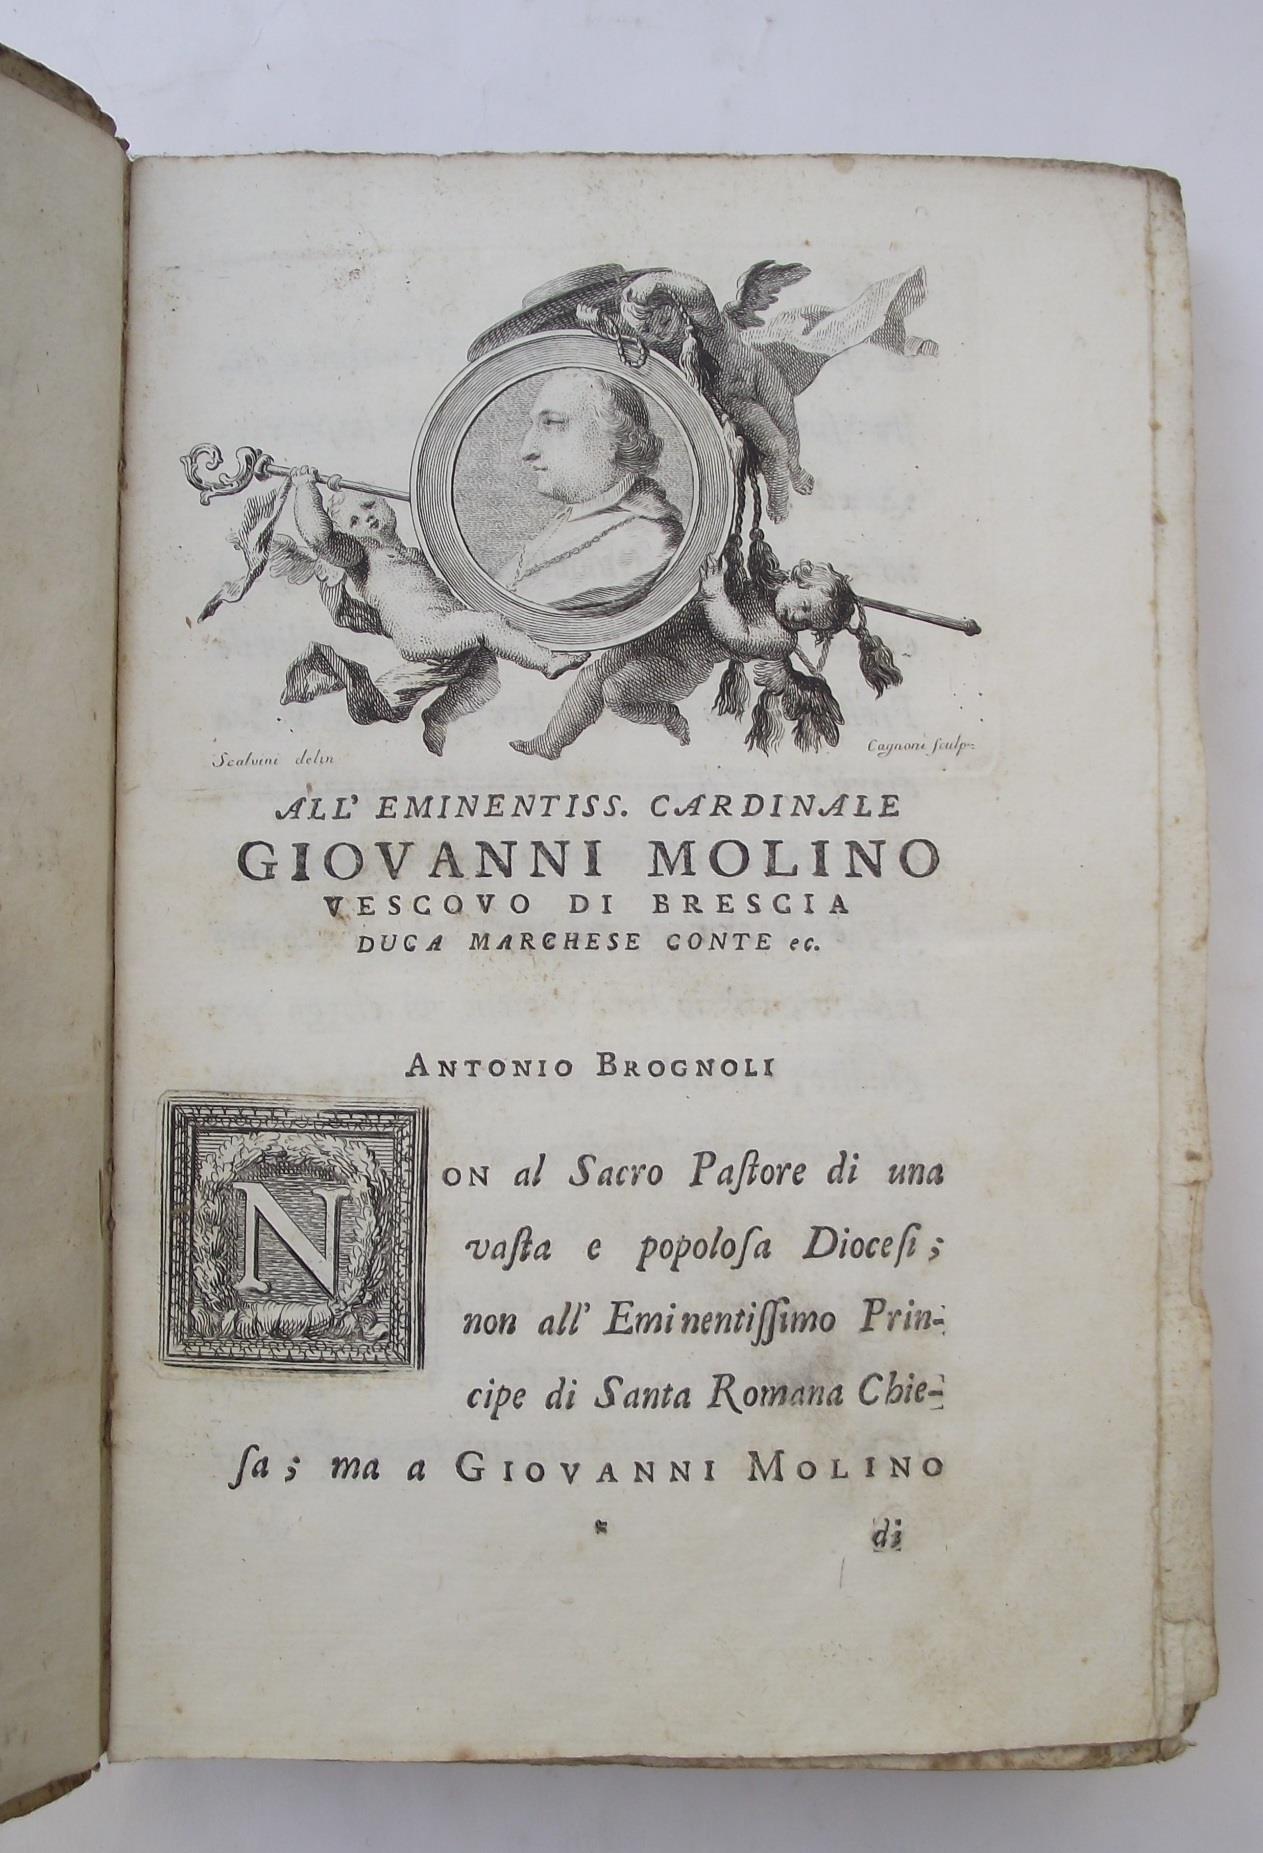 Scalvini delin
Cagnoni ſculp.
ALL' EMINENTISS. CARDINALE
GIOVANNI MOLINO
VESCOVO DI BRESCIA
DUCA MARCHESE CONTE ec.
ANTONIO BROGNOLI
NON al Sacro Paſtore di una
vaſta e popoloſa Dioceſi;
non all' Eminentiſſimo Prin-
cipe di Santa Romana Chie-
ſa; ma a GIOVANNI MOLINO
*
di